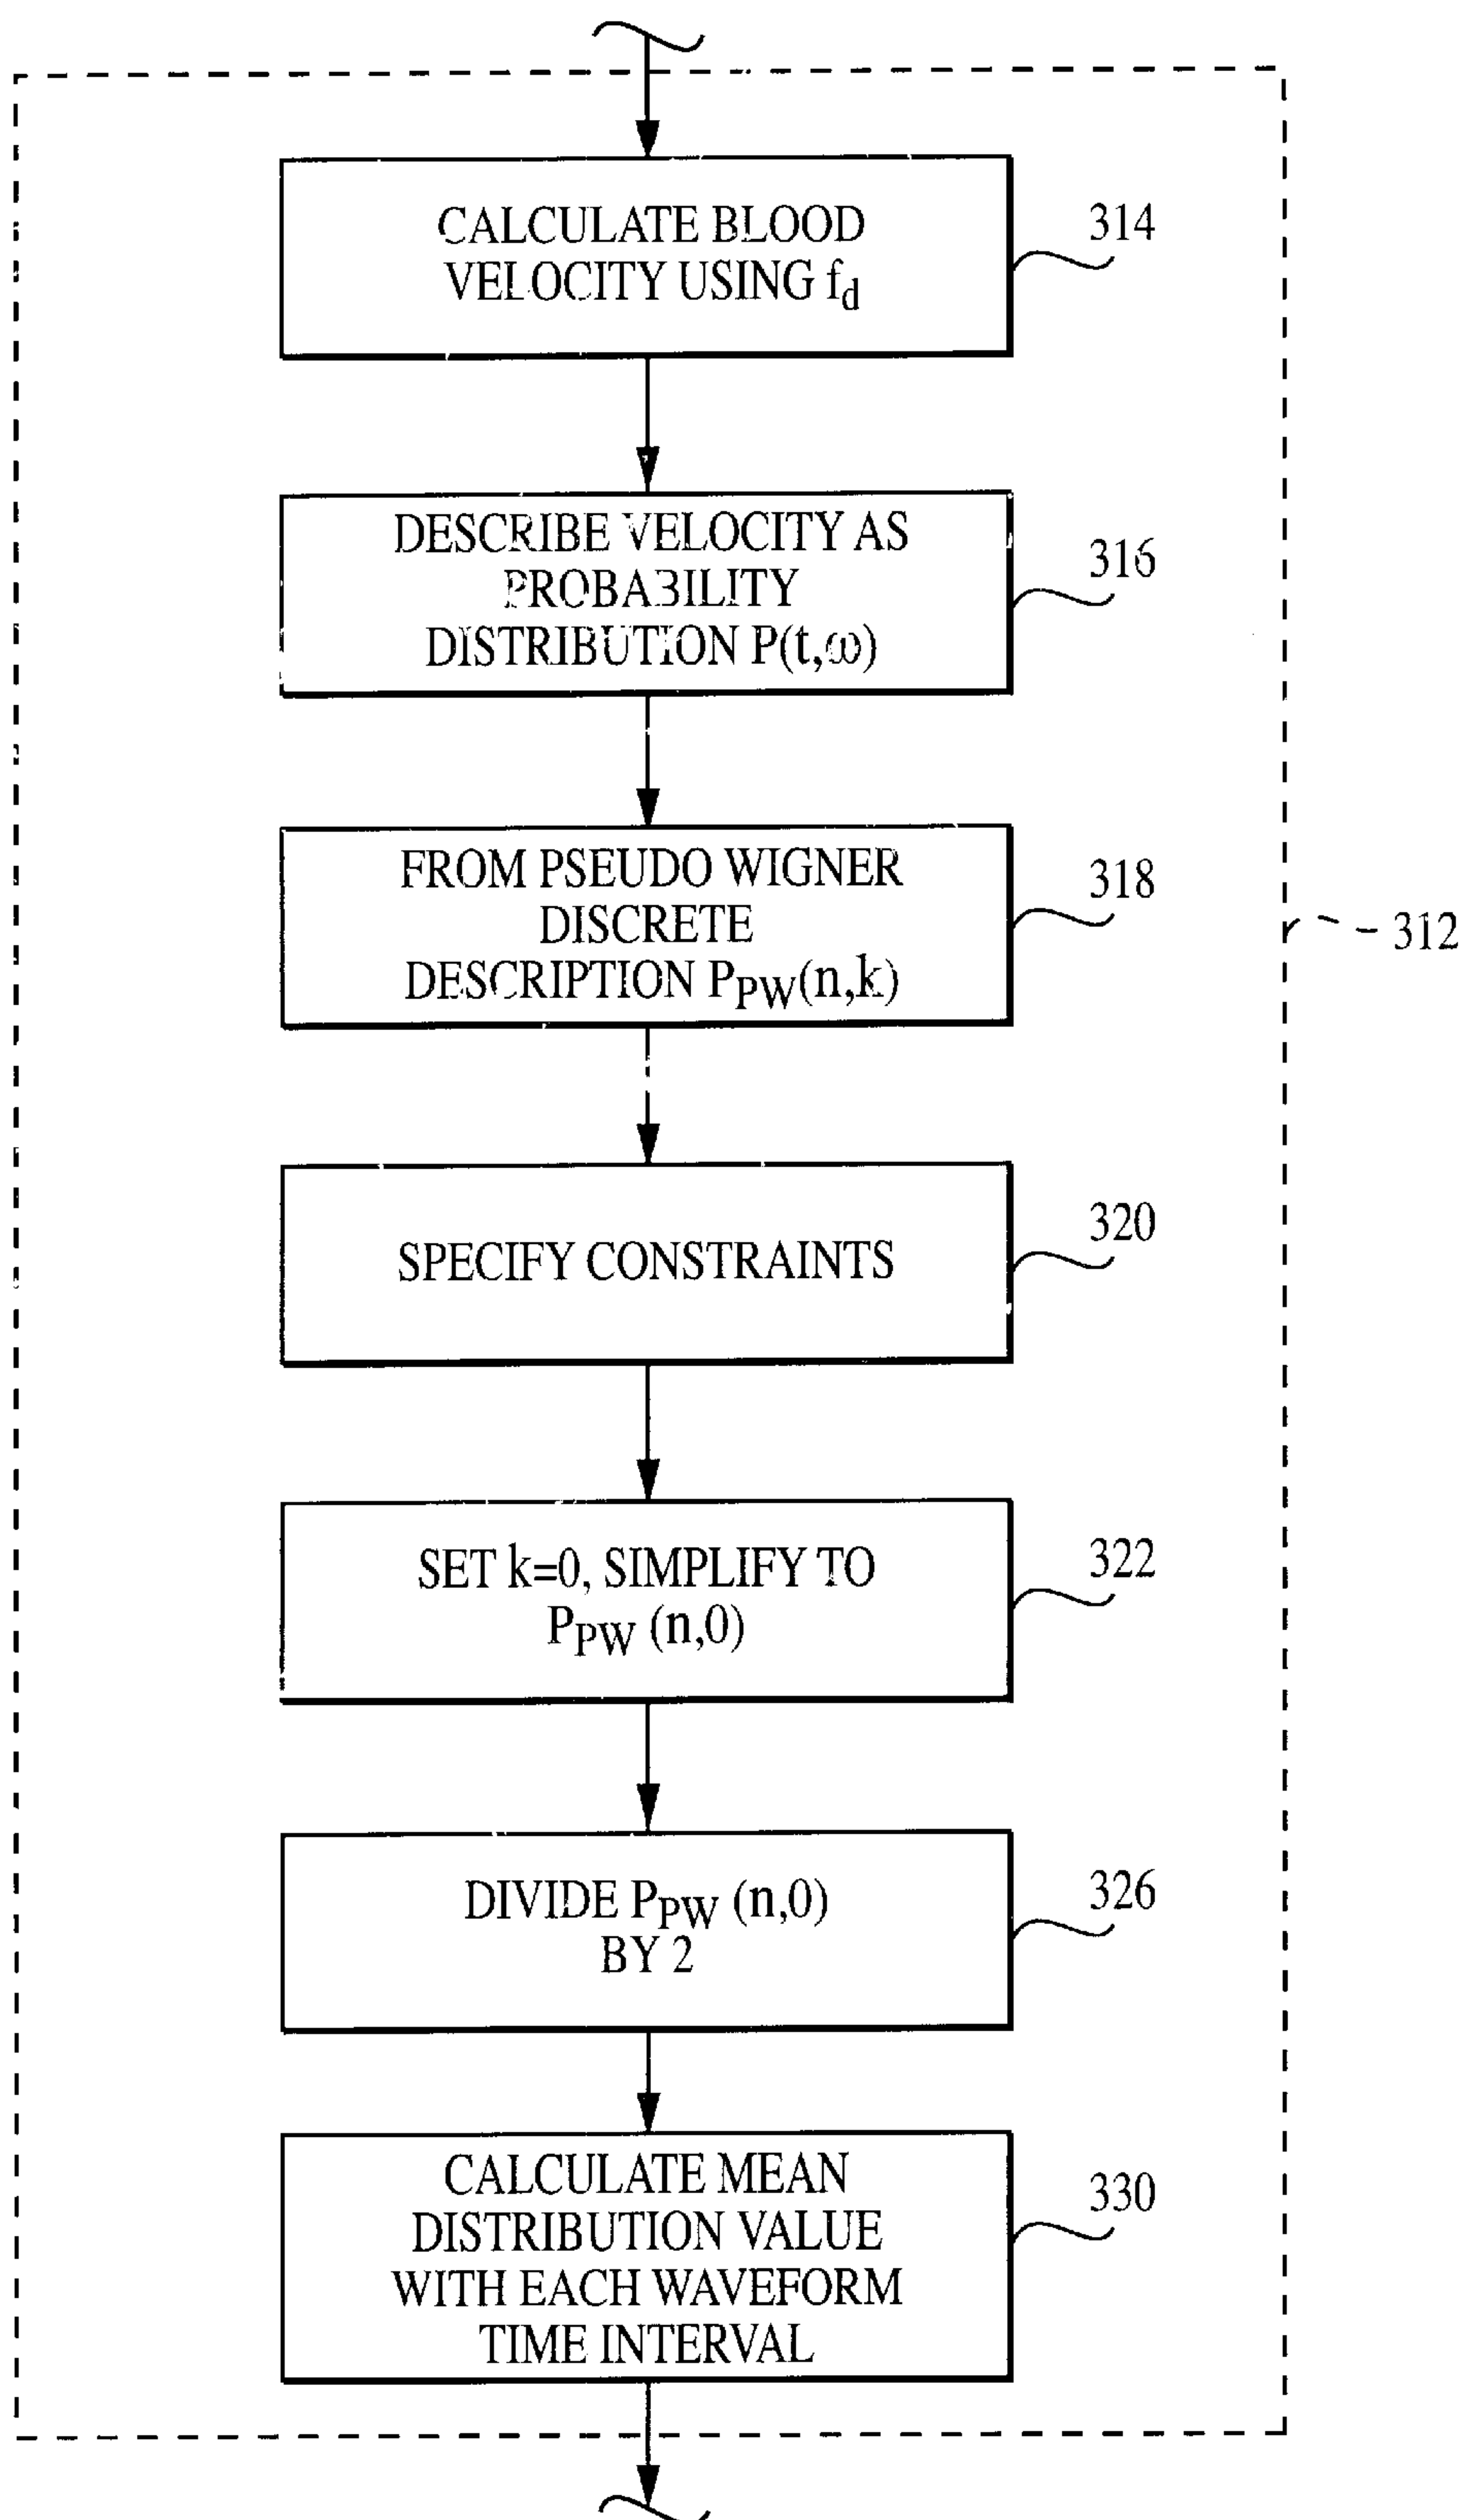 CALCULATE BLOOD
VELOCITY USING fd
314
DESCRIBE VELOCITY AS
PROBABILITY
DISTRIBUTION P(t,ω)
316
FROM PSEUDO WIGNER
DISCRETE
DESCRIPTION PPW(n,k)
318
312
SPECIFY CONSTRAINTS
320
SET k=0, SIMPLIFY TO
PPW (n,0)
322
DIVIDE PPW (n,0)
BY 2
326
CALCULATE MEAN
DISTRIBUTION VALUE
WITH EACH WAVEFORM
TIME INTERVAL
330